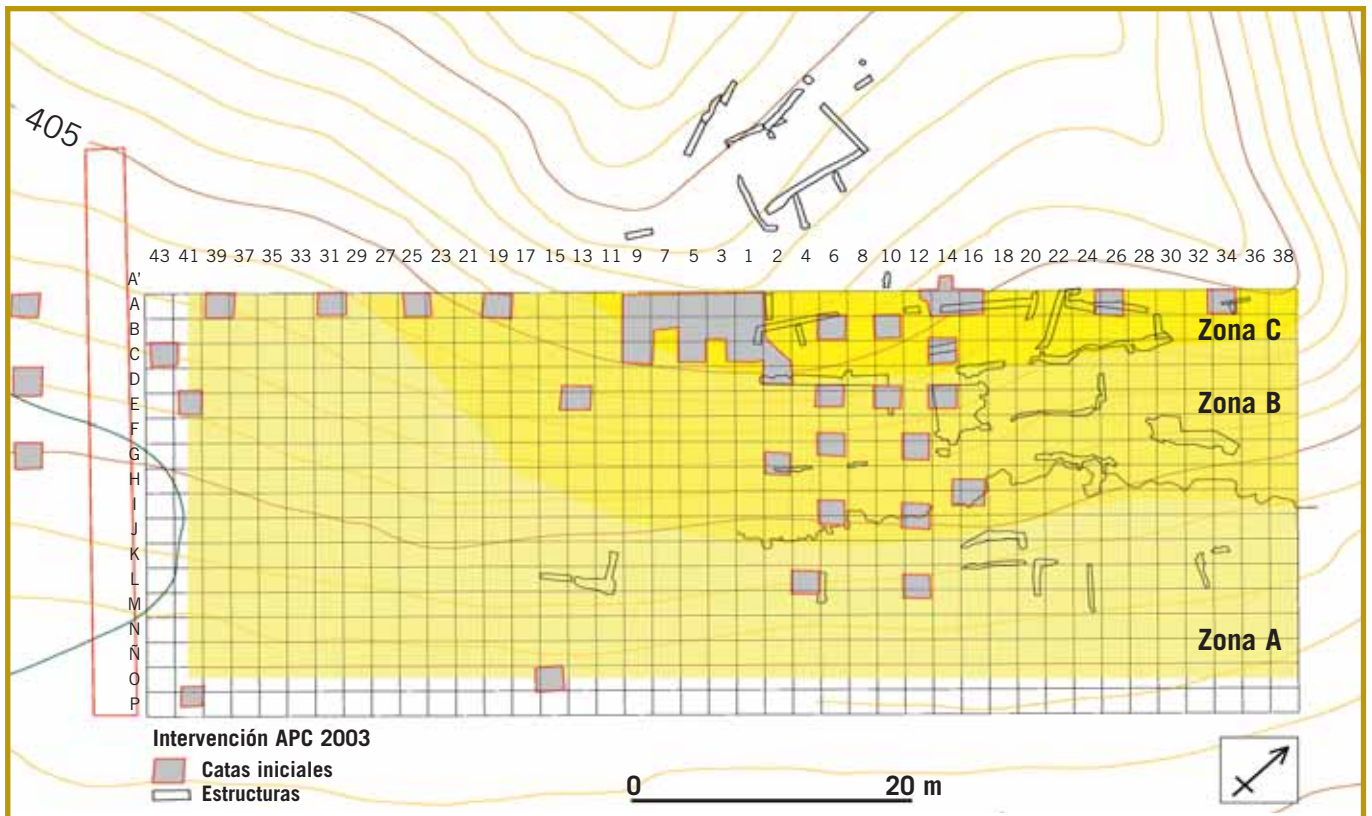 405
43 41 39 37 35 33 31 29 27 25 23 21 19 17 15 13 11 9 7 5 3 1 2 4 6 8 10 12 14 16 18 20 22 24 26 28 30 32 34 36 38
A'
A
B
C
D
E
F
G
H
I
J
K
L
M
N
Ñ
O
P
Zona C
Zona B
Zona A
Intervención APC 2003
Catas iniciales
Estructuras
0 20 m